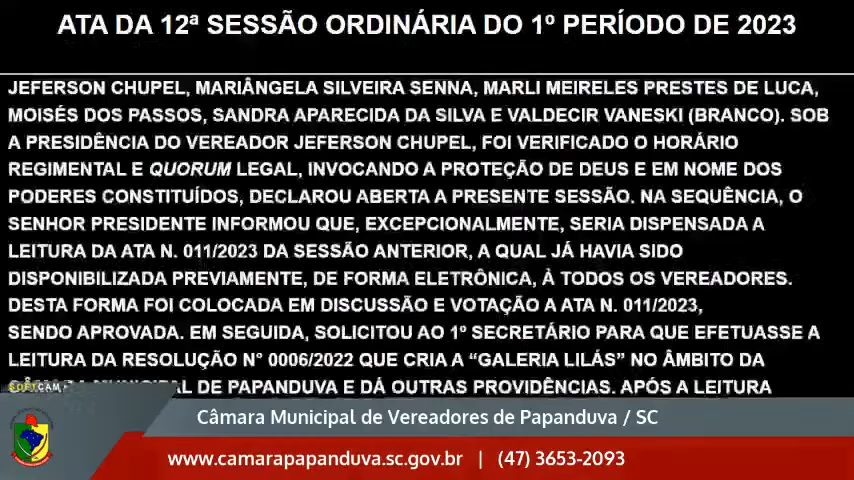 ATA DA 12ª SESSÃO ORDINÁRIA DO 1º PERÍODO DE 2023
JEFERSON CHUPEL, MARIÂNGELA SILVEIRA SENNA, MARLI MEIRELES PRESTES DE LUCA,
MOISÉS DOS PASSOS, SANDRA APARECIDA DA SILVA E VALDECIR VANESKI (BRANCO). SOB
A PRESIDÊNCIA DO VEREADOR JEFERSON CHUPEL, FOI VERIFICADO O HORÁRIO
REGIMENTAL E QUORUM LEGAL, INVOCANDO A PROTEÇÃO DE DEUS E EM NOME DOS
PODERES CONSTITUÍDOS, DECLAROU ABERTA A PRESENTE SESSÃO. NA SEQUÊNCIA, O
SENHOR PRESIDENTE INFORMOU QUE, EXCEPCIONALMENTE, SERIA DISPENSADA A
LEITURA DA ATA N. 011/2023 DA SESSÃO ANTERIOR, A QUAL JÁ HAVIA SIDO
DISPONIBILIZADA PREVIAMENTE, DE FORMA ELETRÔNICA, À TODOS OS VEREADORES.
DESTA FORMA FOI COLOCADA EM DISCUSSÃO E VOTAÇÃO A ATA N. 011/2023,
SENDO APROVADA. EM SEGUIDA, SOLICITOU AO 1º SECRETÁRIO PARA QUE EFETUASSE A
LEITURA DA RESOLUÇÃO N° 0006/2022 QUE CRIA A “GALERIA LILÁS” NO ÂMBITO DA
DE PAPANDUVA E DÁ OUTRAS PROVIDÊNCIAS. APÓS A LEITURA
SOFTCAM
Câmara Municipal de Vereadores de Papanduva / SC
www.camarapapanduva.sc.gov.br | (47) 3653-2093